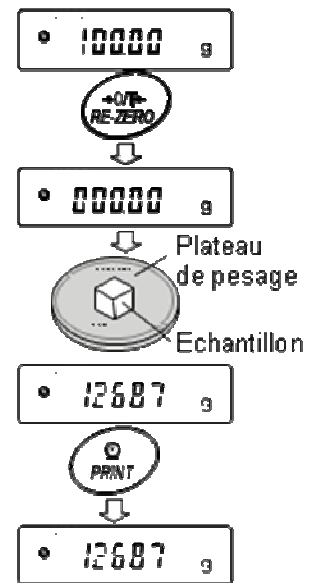 10000 g
→0/T←
RE-ZERO
00000 g
Plateau
de pesage
Echantillon
12687 g
PRINT
12687 g